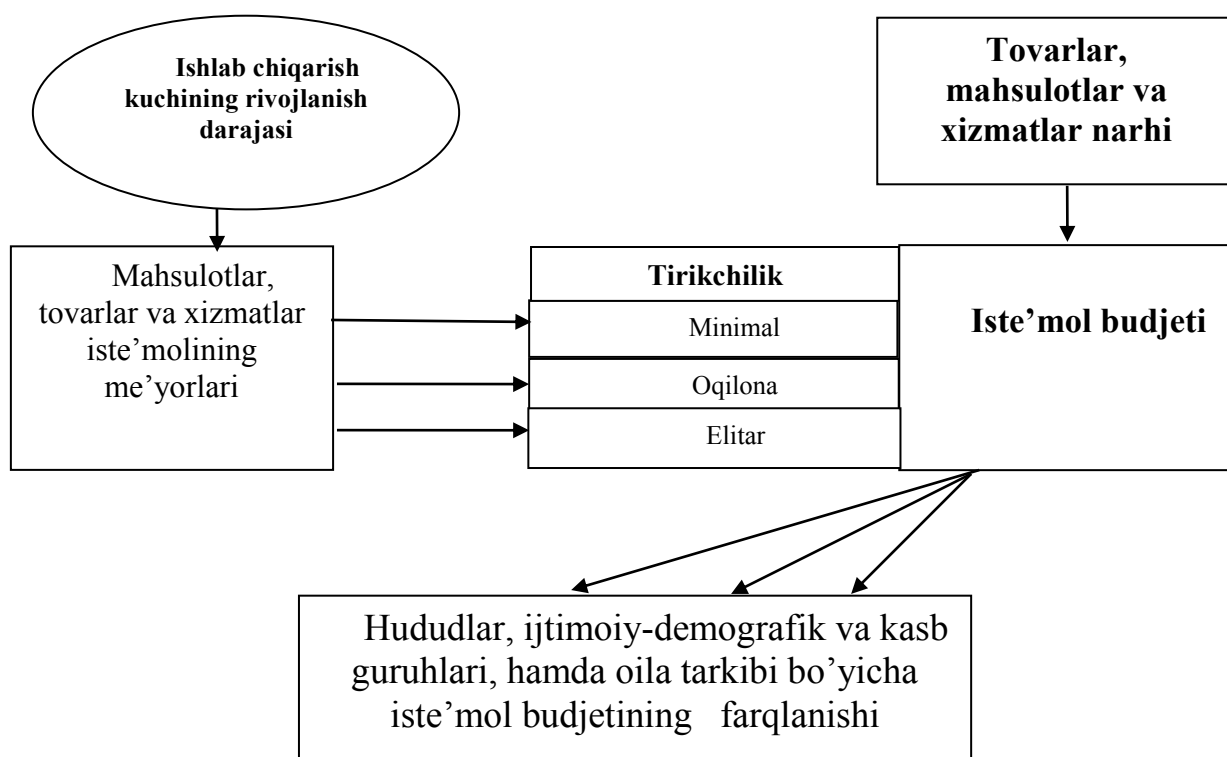 Ishlab chiqarish
kuchining rivojlanish
darajasi
Tovarlar,
mahsulotlar va
xizmatlar narhi
Mahsulotlar,
tovarlar va xizmatlar
iste’molining
me’yorlari
Tirikchilik
Minimal
Oqilona
Elitar
Iste’mol budjeti
Hududlar, ijtimoiy-demografik va kasb
guruhlari, hamda oila tarkibi bo’yicha
iste’mol budjetining farqlanishi